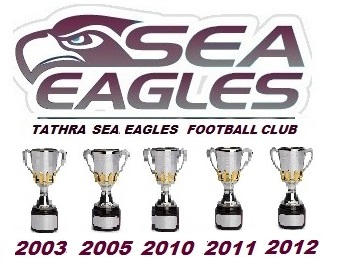 SEA
EAGLES
TATHRA SEA EAGLES FOOTBALL CLUB
2003 2005 2010 2011 2012